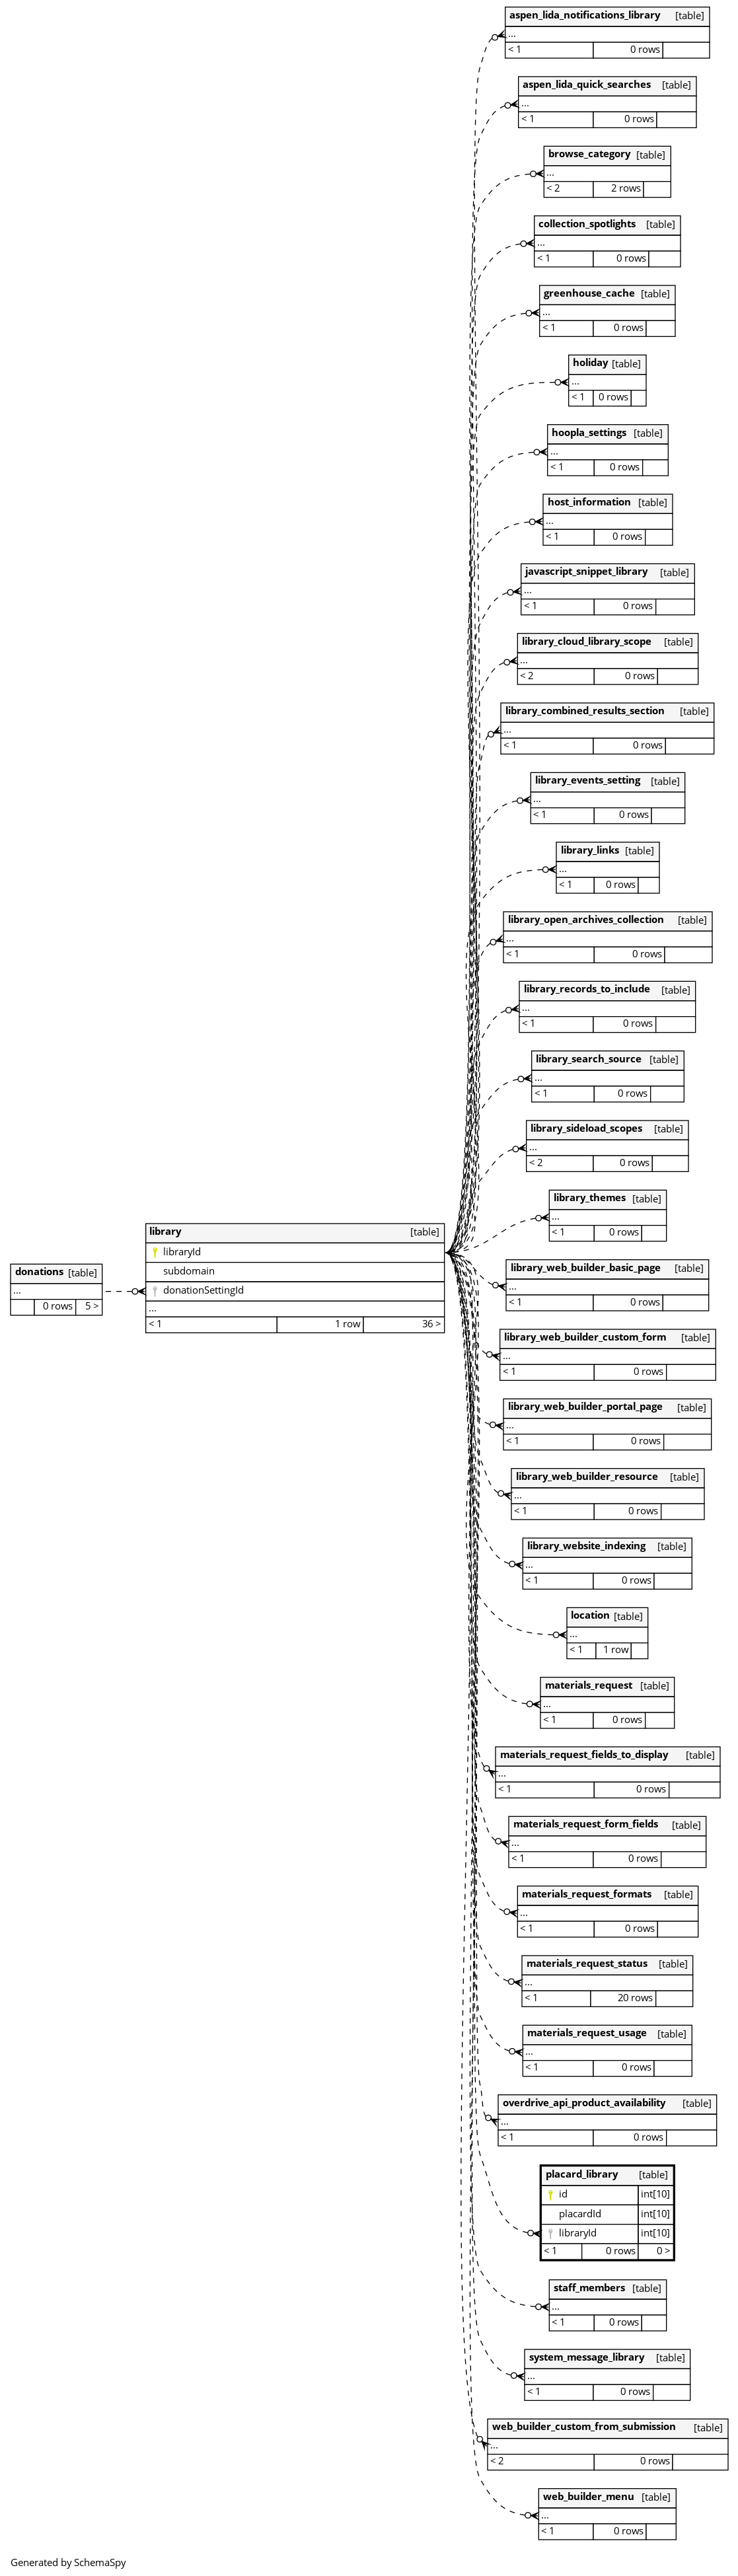 aspen_lida_notifications_library [table]
...
< 1 0 rows
aspen_lida_quick_searches [table]
...
< 1 0 rows
browse_category [table]
...
< 2 2 rows
collection_spotlights [table]
...
< 1 0 rows
greenhouse_cache [table]
...
< 1 0 rows
holiday [table]
...
< 1 0 rows
hoopla_settings [table]
...
< 1 0 rows
host_information [table]
...
< 1 0 rows
javascript_snippet_library [table]
...
< 1 0 rows
library_cloud_library_scope [table]
...
< 2 0 rows
library_combined_results_section [table]
...
< 1 0 rows
library_events_setting [table]
...
< 1 0 rows
library_links [table]
...
< 1 0 rows
library_open_archives_collection [table]
...
< 1 0 rows
library_records_to_include [table]
...
< 1 0 rows
library_search_source [table]
...
< 1 0 rows
library_sideload_scopes [table]
...
< 2 0 rows
library_themes [table]
...
< 1 0 rows
library [table]
libraryId
subdomain
donationSettingId
...
< 1 1 row 36 >
donations [table]
...
0 rows 5 >
library_web_builder_basic_page [table]
...
< 1 0 rows
library_web_builder_custom_form [table]
...
< 1 0 rows
library_web_builder_portal_page [table]
...
< 1 0 rows
library_web_builder_resource [table]
...
< 1 0 rows
library_website_indexing [table]
...
< 1 0 rows
location [table]
...
< 1 1 row
materials_request [table]
...
< 1 0 rows
materials_request_fields_to_display [table]
...
< 1 0 rows
materials_request_form_fields [table]
...
< 1 0 rows
materials_request_formats [table]
...
< 1 0 rows
materials_request_status [table]
...
< 1 20 rows
materials_request_usage [table]
...
< 1 0 rows
overdrive_api_product_availability [table]
...
< 1 0 rows
placard_library [table]
id int[10]
placardId int[10]
libraryId int[10]
< 1 0 rows 0 >
staff_members [table]
...
< 1 0 rows
system_message_library [table]
...
< 1 0 rows
web_builder_custom_from_submission [table]
...
< 2 0 rows
web_builder_menu [table]
...
< 1 0 rows
Generated by SchemaSpy